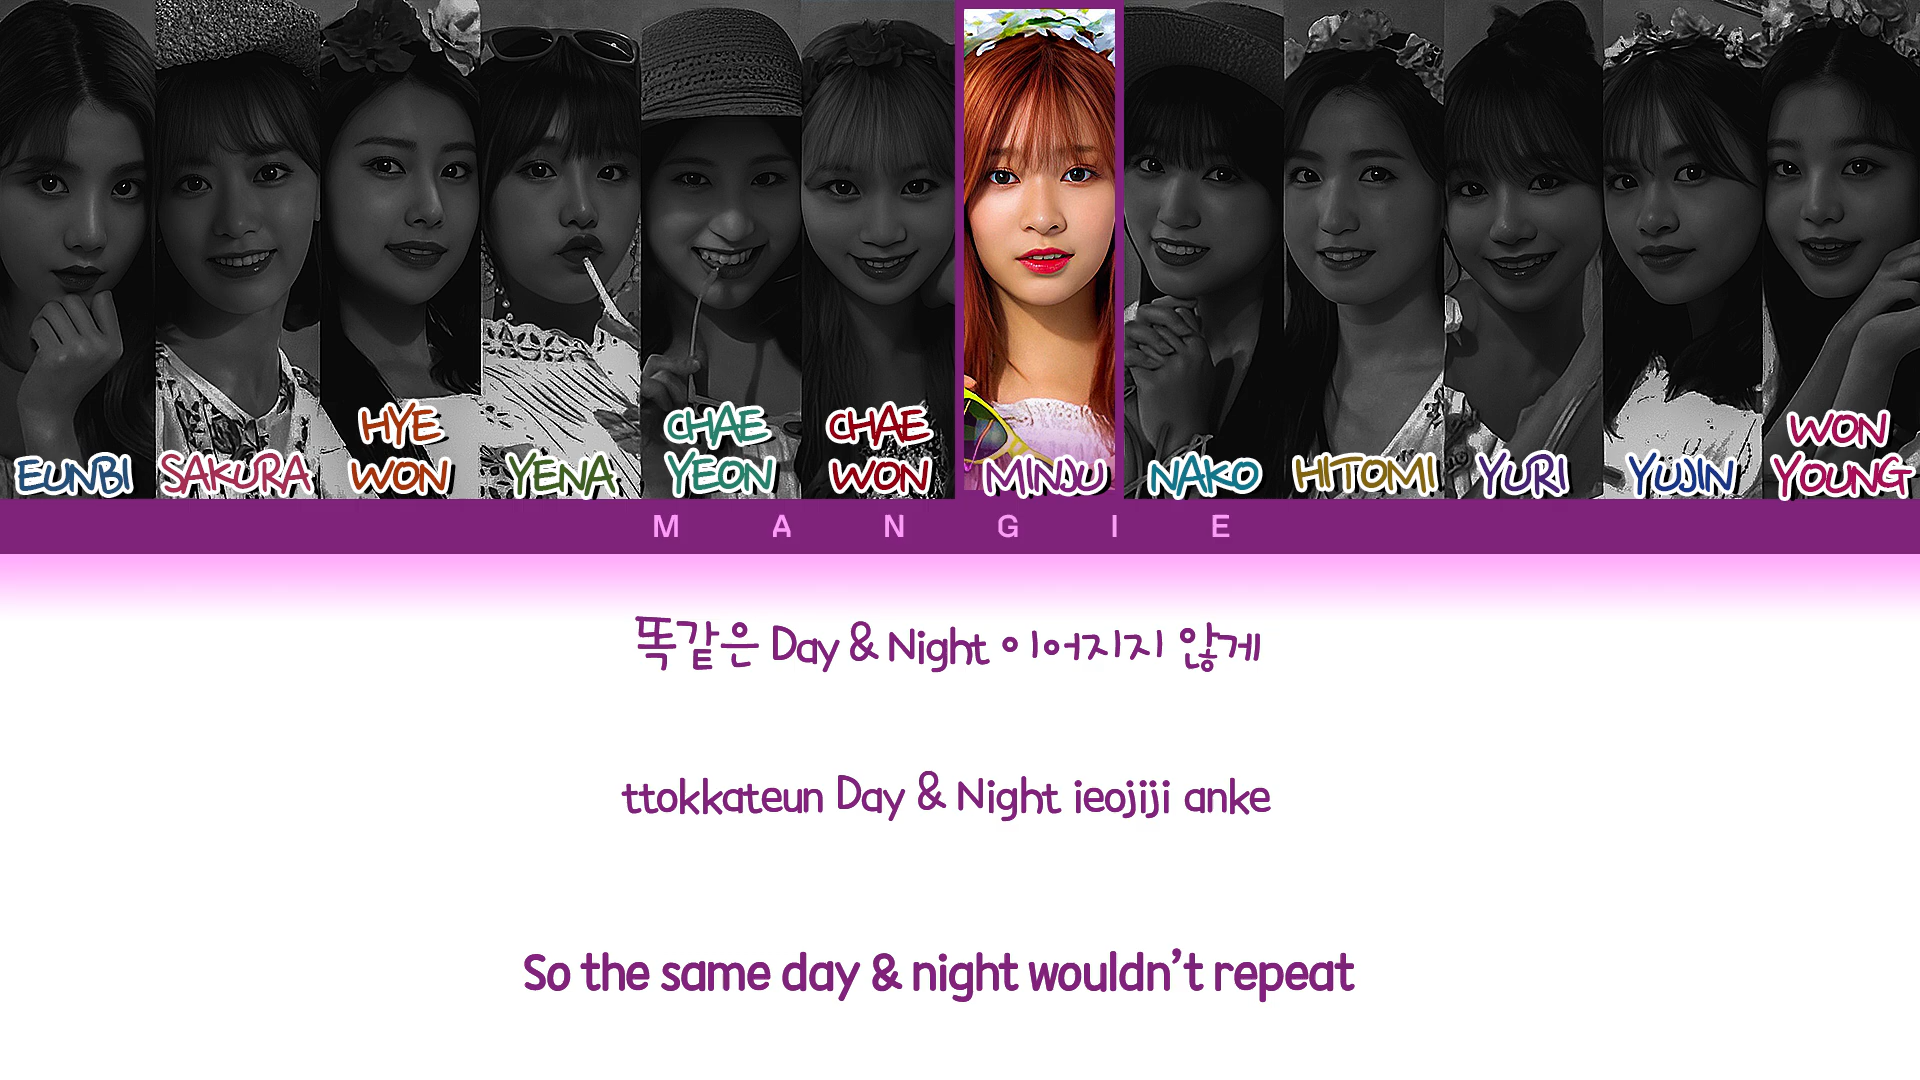 EUNBI
SAKURA
HYE
WON
YENA
CHAE
YEON
CHAE
WON
MINJU
NAKO
HITOMI
YURI
YUJIN
WON
YOUNG
M A N G I E
똑같은 Day & Night 이어지지 않게
ttokkateun Day & Night ieojiji anke
So the same day & night wouldn't repeat